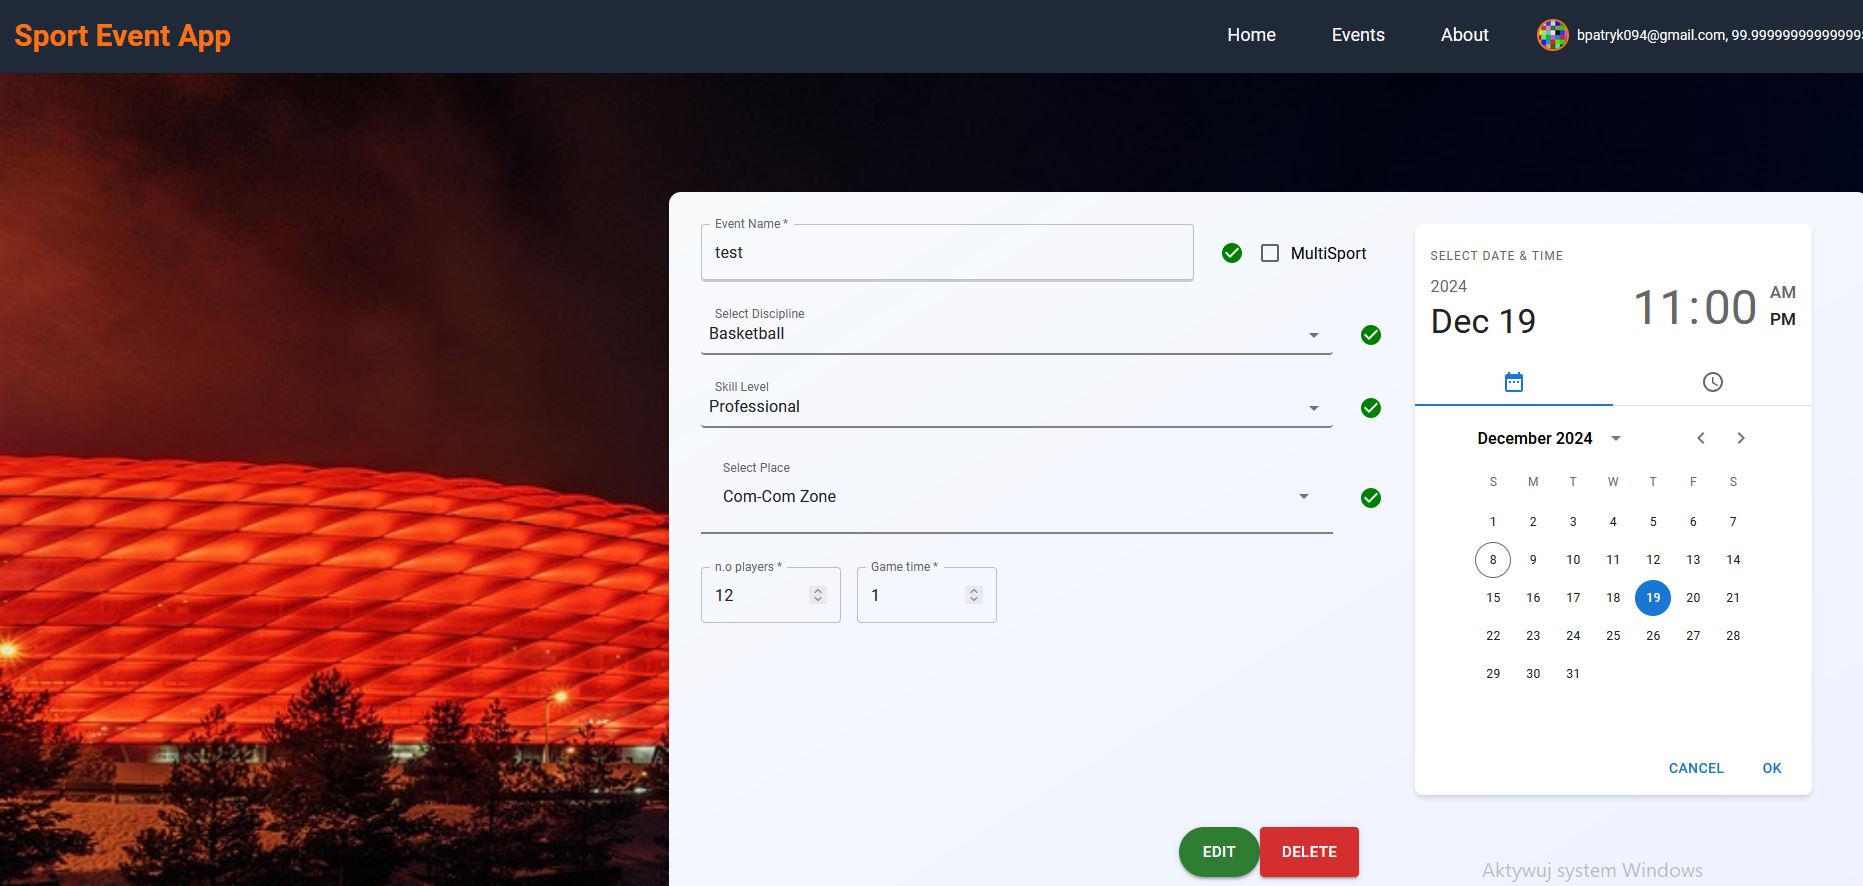 Sport Event App
Home Events About bpatryk094@gmail.com, 99.99999999999999
Event Name *
test
MultiSport
Select Discipline
Basketball
Skill Level
Professional
Select Place
Com-Com Zone
n.o players *
12
Game time *
1
SELECT DATE & TIME
2024
Dec 19
11:00
AM
PM
December 2024
S M T W T F S
1 2 3 4 5 6 7
8 9 10 11 12 13 14
15 16 17 18 19 20 21
22 23 24 25 26 27 28
29 30 31
CANCEL OK
EDIT DELETE
Aktywuj system Windows